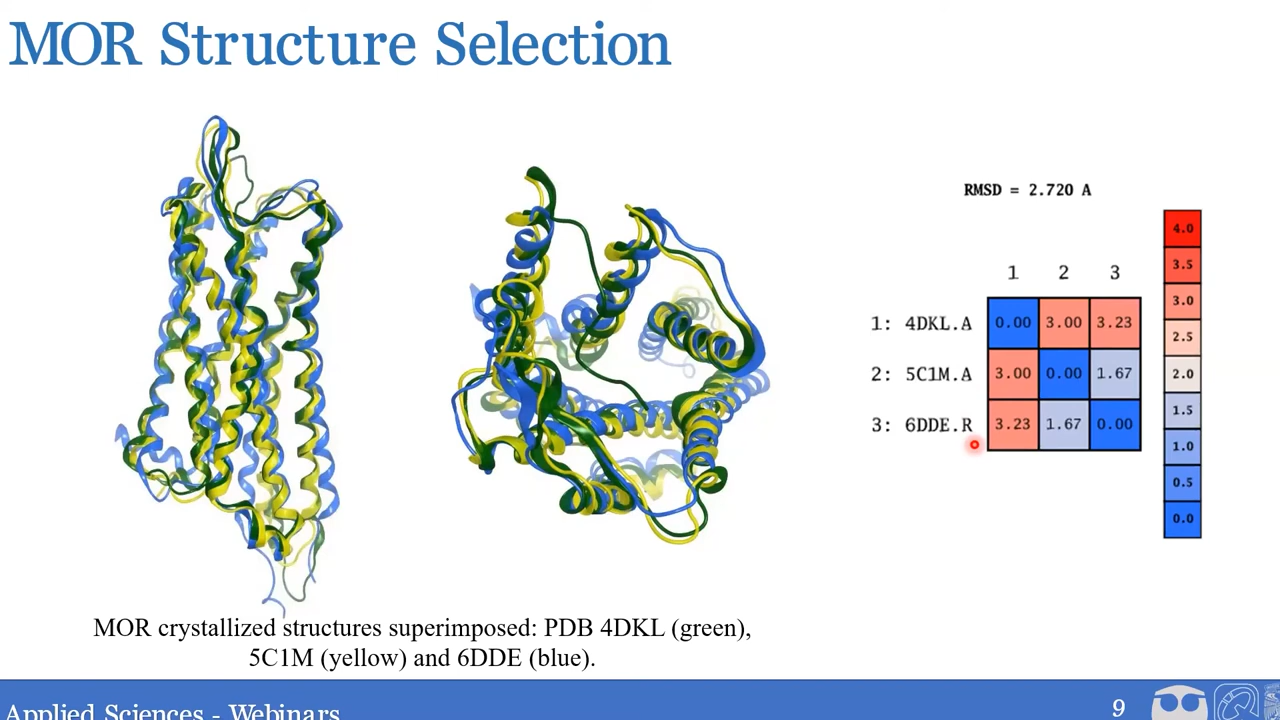 MOR Structure Selection
RMSD = 2.720 A
1 2 3
1: 4DKL.A 0.00 3.00 3.23
2: 5C1M.A 3.00 0.00 1.67
3: 6DDE.R 3.23 1.67 0.00
4.0
3.5
3.0
2.5
2.0
1.5
1.0
0.5
0.0
MOR crystallized structures superimposed: PDB 4DKL (green),
5C1M (yellow) and 6DDE (blue).
Applied Sciences - Webinars
9